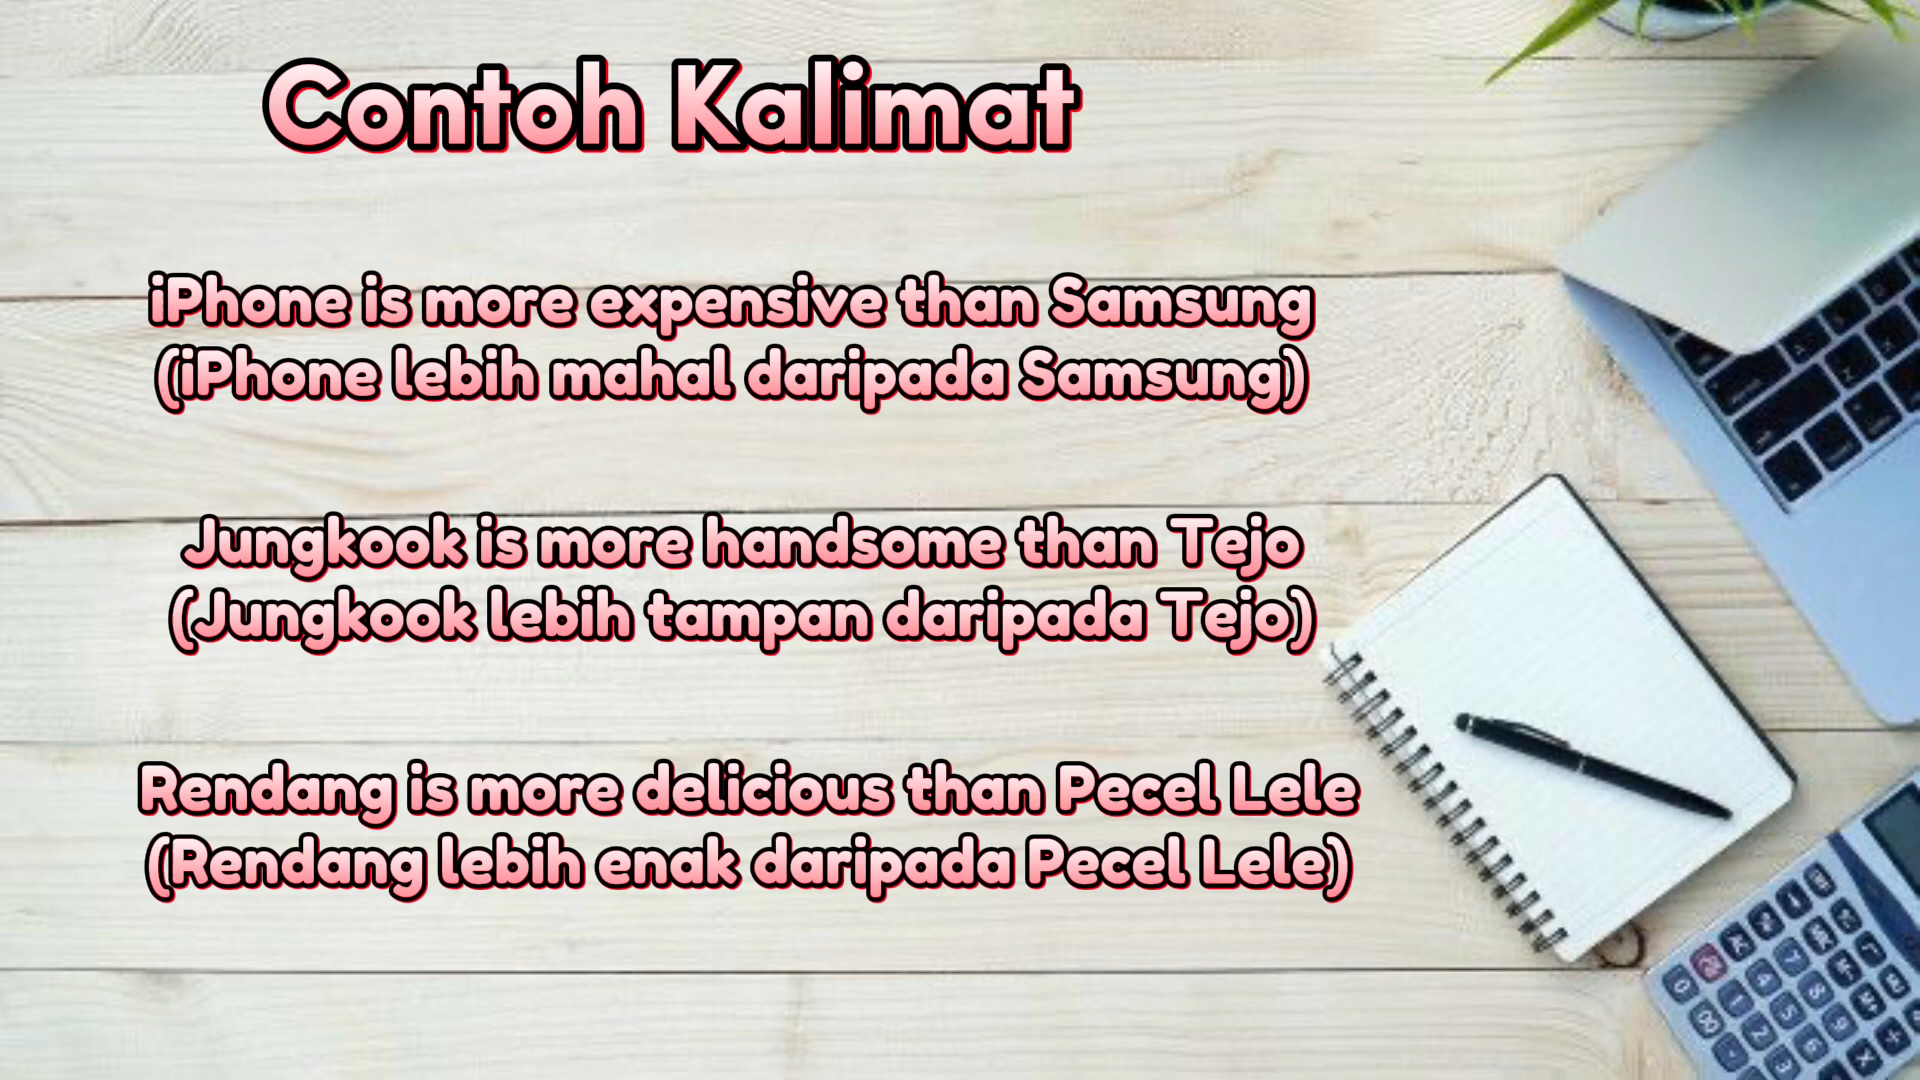 Contoh Kalimat
iPhone is more expensive than Samsung
(iPhone lebih mahal daripada Samsung)
Jungkook is more handsome than Tejo
(Jungkook lebih tampan daripada Tejo)
Rendang is more delicious than Pecel Lele
(Rendang lebih enak daripada Pecel Lele)